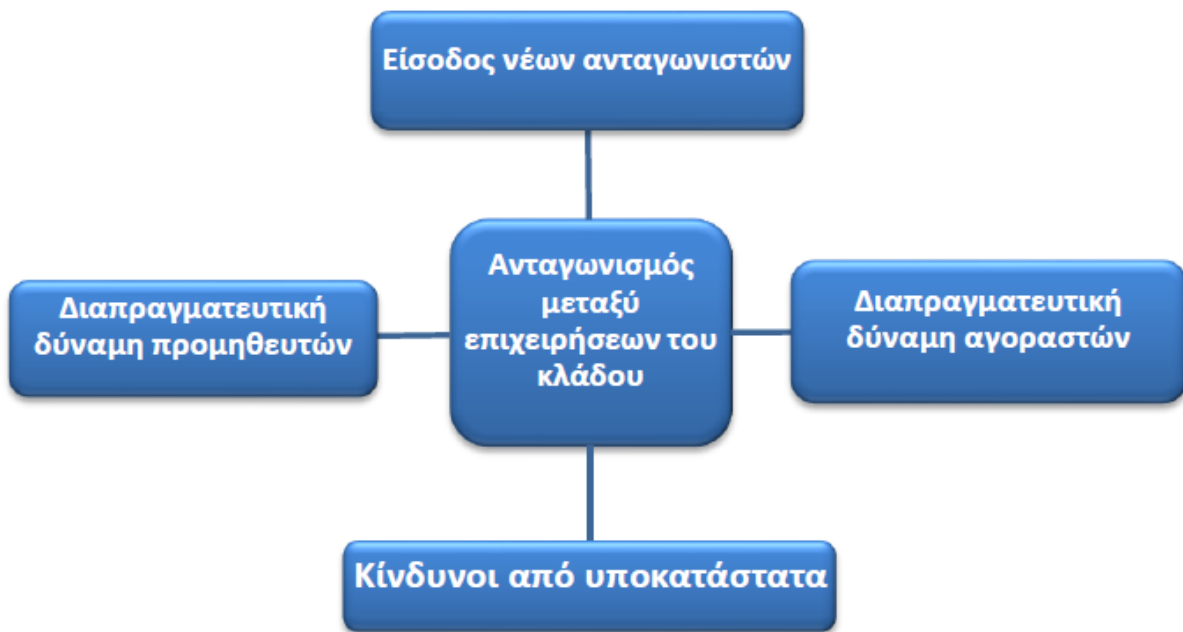 Είσοδος νέων ανταγωνιστών
Ανταγωνισμός
μεταξύ
επιχειρήσεων του
κλάδου
Διαπραγματευτική
δύναμη προμηθευτών
Διαπραγματευτική
δύναμη αγοραστών
Κίνδυνοι από υποκατάστατα